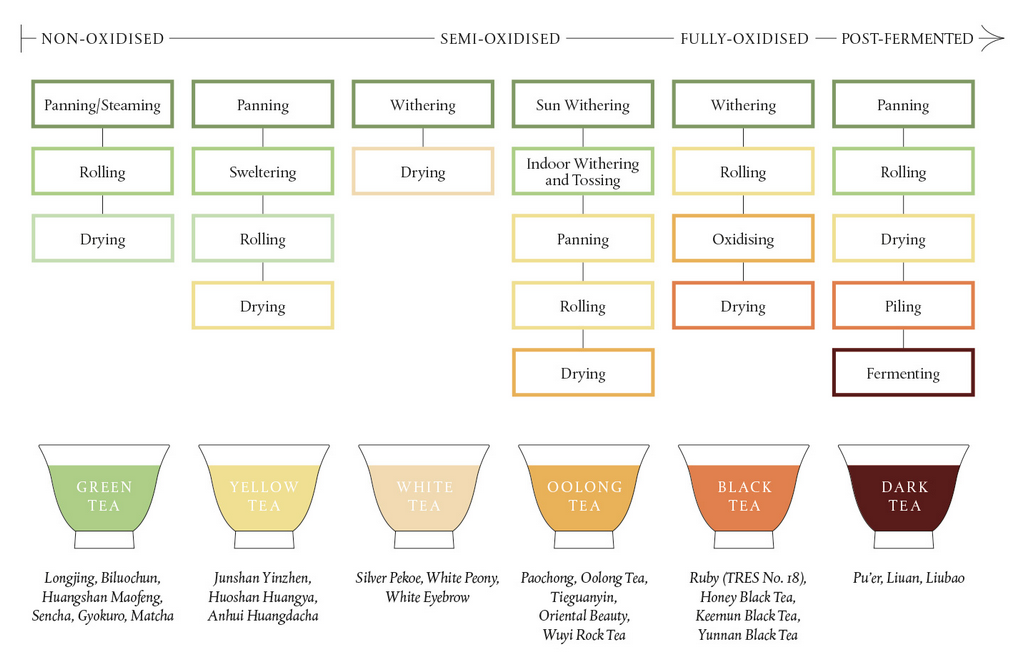 NON-OXIDISED SEMI-OXIDISED FULLY-OXIDISED POST-FERMENTED
Panning/Steaming
Rolling
Drying
Panning
Sweltering
Rolling
Drying
Withering
Drying
Sun Withering
Indoor Withering
and Tossing
Panning
Rolling
Drying
Withering
Rolling
Oxidising
Drying
Panning
Rolling
Drying
Piling
Fermenting
GREEN
TEA
YELLOW
TEA
WHITE
TEA
OOLONG
TEA
BLACK
TEA
DARK
TEA
Longjing, Biluochun,
Huangshan Maofeng,
Sencha, Gyokuro, Matcha
Junshan Yinzhen,
Huoshan Huangya,
Anhui Huangdacha
Silver Pekoe, White Peony,
White Eyebrow
Paochong, Oolong Tea,
Tieguanyin,
Oriental Beauty,
Wuyi Rock Tea
Ruby (TRES No. 18),
Honey Black Tea,
Keemun Black Tea,
Yunnan Black Tea
Pu'er, Liuan, Liubao